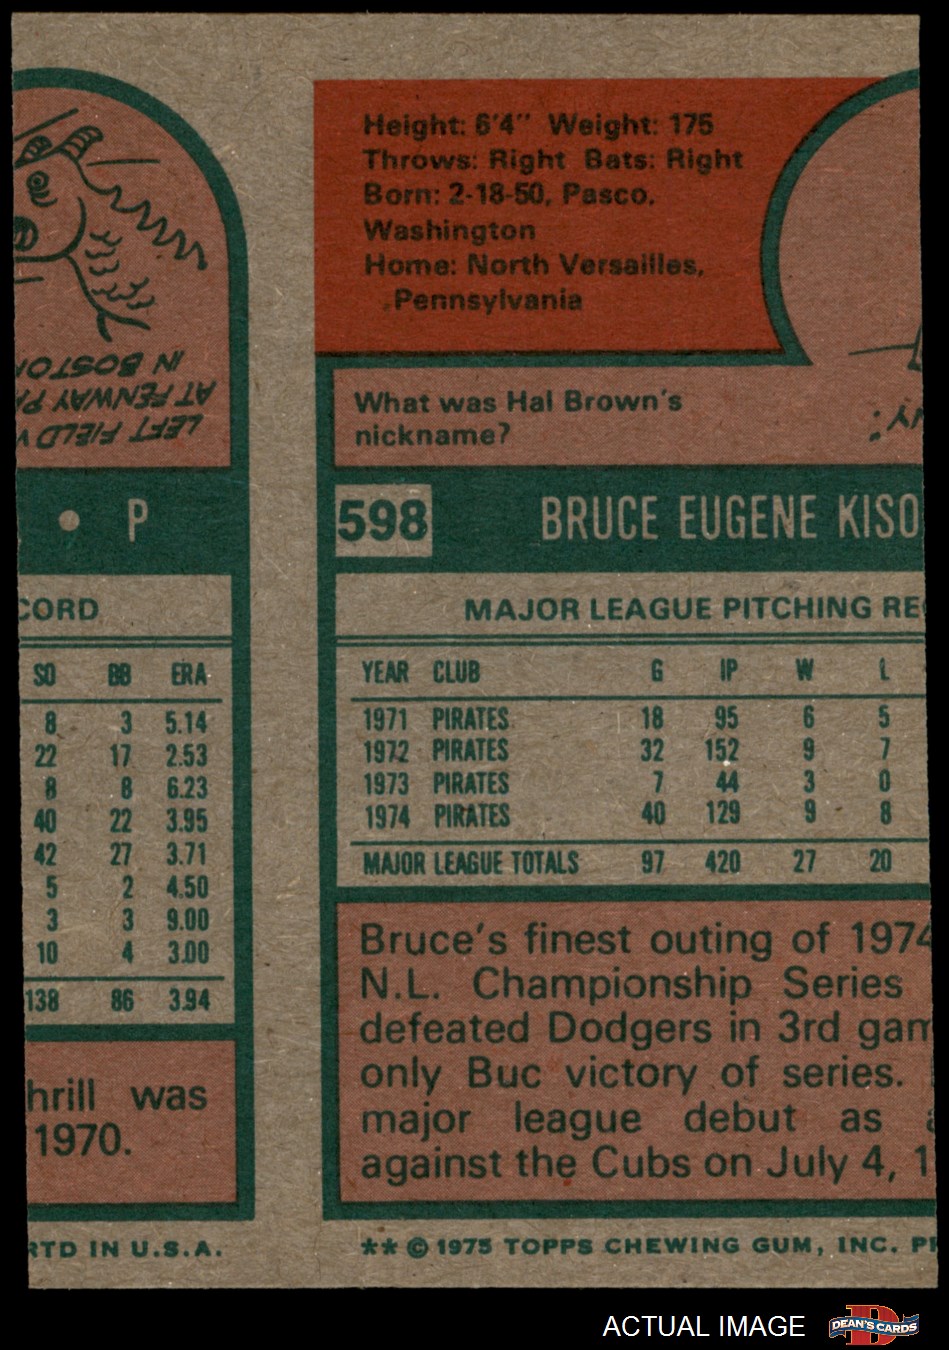 IN BOSTON
AT FENWAY PA
LEFT FIELD W
• P
CORD
SO BB ERA
8 3 5.14
22 17 2.53
8 8 6.23
40 22 3.95
42 27 3.71
5 2 4.50
3 3 9.00
10 4 3.00
138 86 3.94
hrill was
1970.
RTD IN U.S.A.
Height: 6'4" Weight: 175
Throws: Right Bats: Right
Born: 2-18-50, Pasco,
Washington
Home: North Versailles,
Pennsylvania
What was Hal Brown's
nickname?
598 BRUCE EUGENE KISO
MAJOR LEAGUE PITCHING REC
YEAR CLUB G IP W L
1971 PIRATES 18 95 6 5
1972 PIRATES 32 152 9 7
1973 PIRATES 7 44 3 0
1974 PIRATES 40 129 9 8
MAJOR LEAGUE TOTALS 97 420 27 20
Bruce's finest outing of 1974
N.L. Championship Series
defeated Dodgers in 3rd gam
only Buc victory of series.
major league debut as a
against the Cubs on July 4, 1
** © 1975 TOPPS CHEWING GUM, INC. PR
ACTUAL IMAGE
DEAN'S CARDS